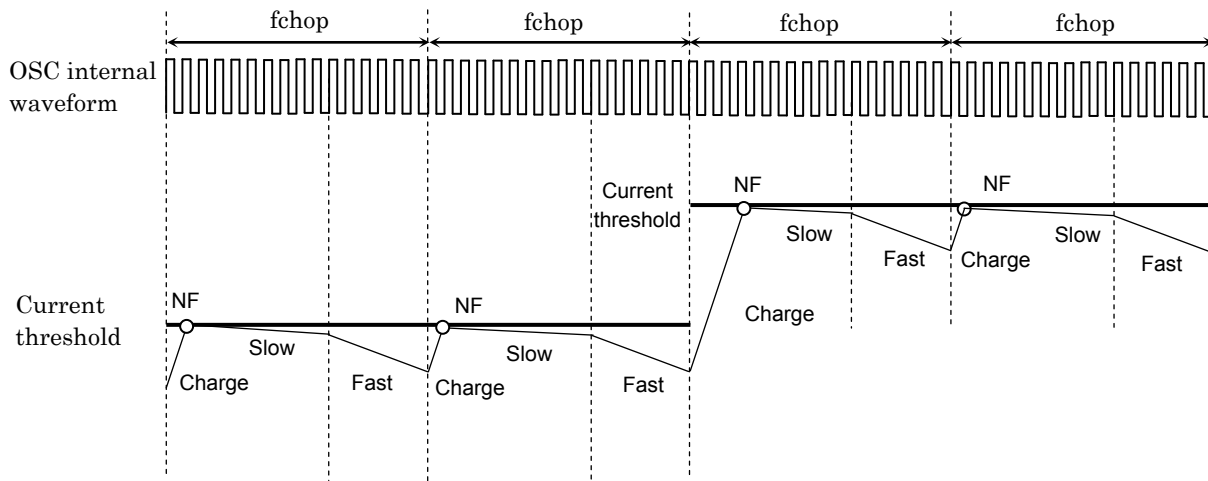 fchop
fchop
fchop
fchop
OSC internal
waveform
Current
threshold
NF
NF
Slow
Fast
Charge
Slow
Fast
Charge
Current
threshold
NF
NF
Slow
Charge
Fast
Charge
Slow
Fast